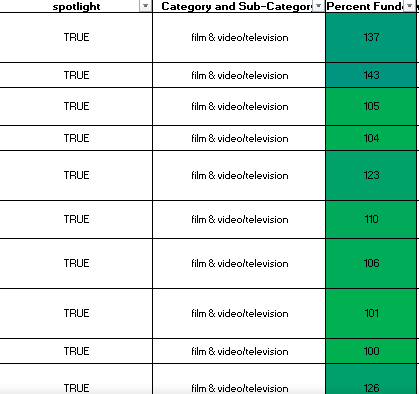 spotlight Category and Sub-Category Percent Funde
TRUE film & video/television 137
TRUE film & video/television 143
TRUE film & video/television 105
TRUE film & video/television 104
TRUE film & video/television 123
TRUE film & video/television 110
TRUE film & video/television 106
TRUE film & video/television 101
TRUE film & video/television 100
TRUE film & video/television 126